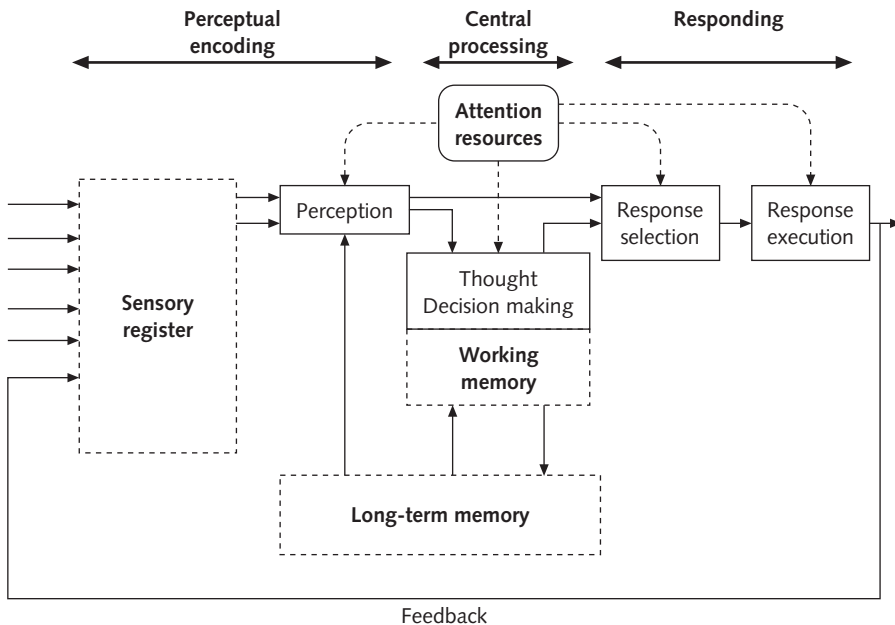 Perceptual
encoding
Central
processing
Responding
Attention
resources
Perception
Response
selection
Response
execution
Thought
Decision making
Sensory
register
Working
memory
Long-term memory
Feedback